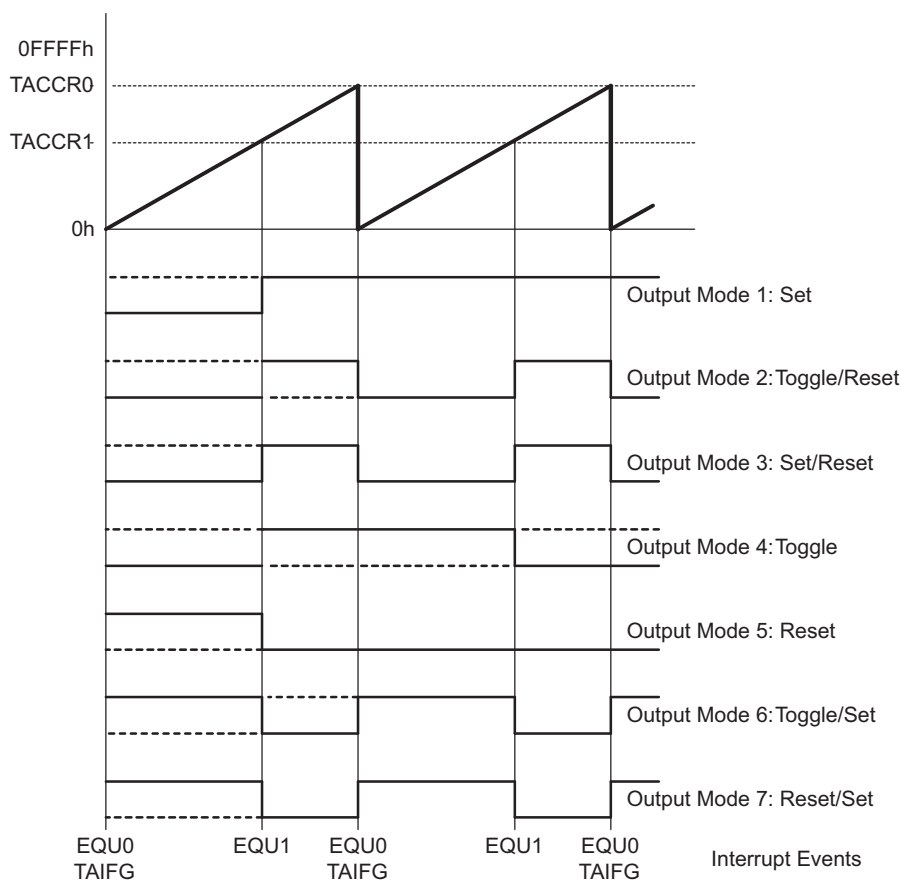 0FFFFh
TACCR0
TACCR1
0h
Output Mode 1: Set
Output Mode 2:Toggle/Reset
Output Mode 3: Set/Reset
Output Mode 4:Toggle
Output Mode 5: Reset
Output Mode 6:Toggle/Set
Output Mode 7: Reset/Set
EQU0 EQU1 EQU0 EQU1 EQU0 Interrupt Events
TAIFG TAIFG TAIFG